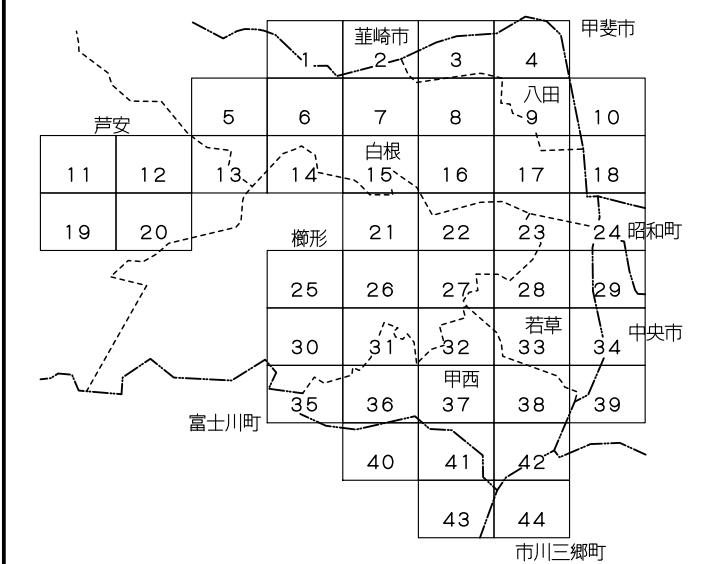 韮崎市 甲斐市
1 2 3 4
芦安 八田
5 6 7 8 9 10
白根
11 12 13 14 15 16 17 18
櫛形 昭和町
19 20 21 22 23 24
25 26 27 28 29
若草 中央市
30 31 32 33 34
甲西
富士川町
35 36 37 38 39
40 41 42
43 44
市川三郷町